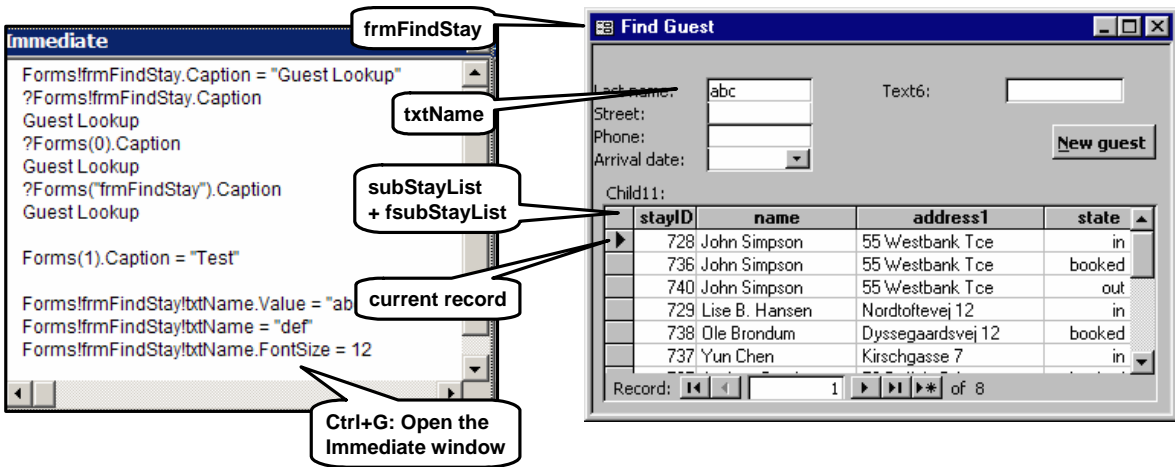 Immediate
Forms!frmFindStay.Caption = "Guest Lookup"
?Forms!frmFindStay.Caption
Guest Lookup
?Forms(0).Caption
Guest Lookup
?Forms("frmFindStay").Caption
Guest Lookup
Forms(1).Caption = "Test"
Forms!frmFindStay!txtName.Value = "ab
Forms!frmFindStay!txtName = "def"
Forms!frmFindStay!txtName.FontSize = 12
Ctrl+G: Open the
Immediate window
frmFindStay
txtName
subStayList
+ fsubStayList
current record
Find Guest
Last name: abc Text6:
Street:
Phone:
New guest
Arrival date:
Child11:
stayID name address1 state
728 John Simpson 55 Westbank Tce in
736 John Simpson 55 Westbank Tce booked
740 John Simpson 55 Westbank Tce out
729 Lise B. Hansen Nordtoftevej 12 in
738 Ole Brondum Dyssegaardsvej 12 booked
737 Yun Chen Kirschgasse 7 in
Record: 1 of 8